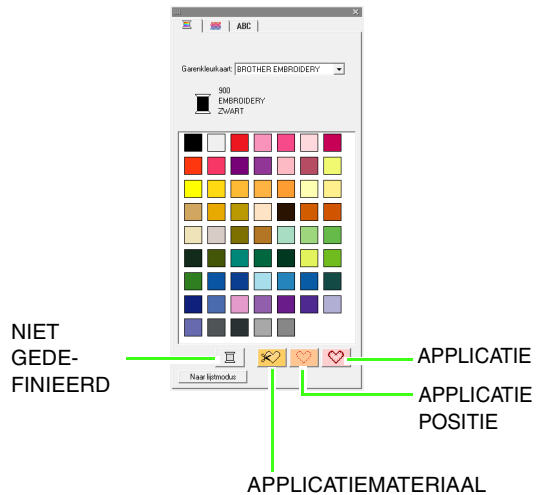 ABC
Garenkleurkaart: BROTHER EMBROIDERY
900
EMBROIDERY
ZWART
NIET
GEDE-
FINIEERD
APPLICATIE
Naar lijstmodus
APPLICATIE
POSITIE
APPLICATIEMATERIAAL